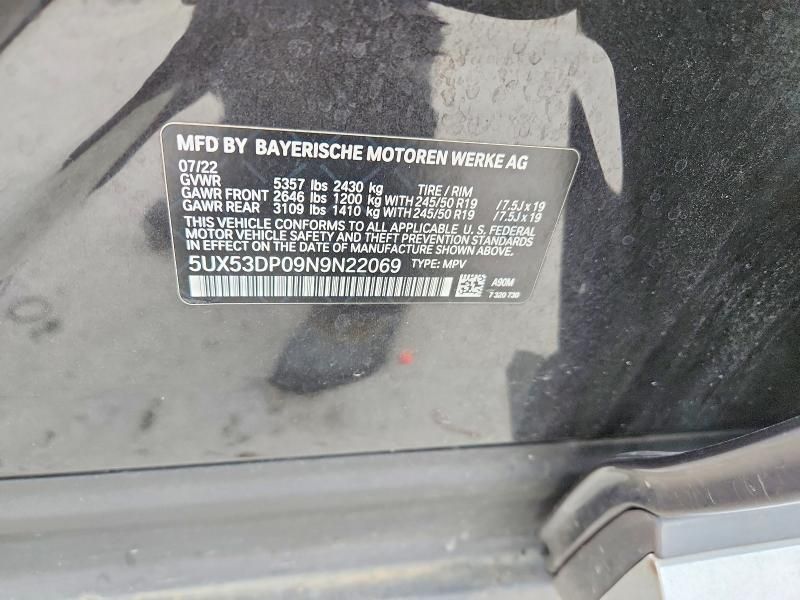 MFD BY BAYERISCHE MOTOREN WERKE AG
07/22
GVWR 5357 lbs 2430 kg TIRE / RIM
GAWR FRONT 2646 lbs 1200 kg WITH 245/50 R19 /7.5J x 19
GAWR REAR 3109 lbs 1410 kg WITH 245/50 R19 /7.5J x 19
THIS VEHICLE CONFORMS TO ALL APPLICABLE U.S. FEDERAL
MOTOR VEHICLE SAFETY AND THEFT PREVENTION STANDARDS
IN EFFECT ON THE DATE OF MANUFACTURE SHOWN ABOVE.
5UX53DP09N9N22069 TYPE: MPV
A90M
7 320 730